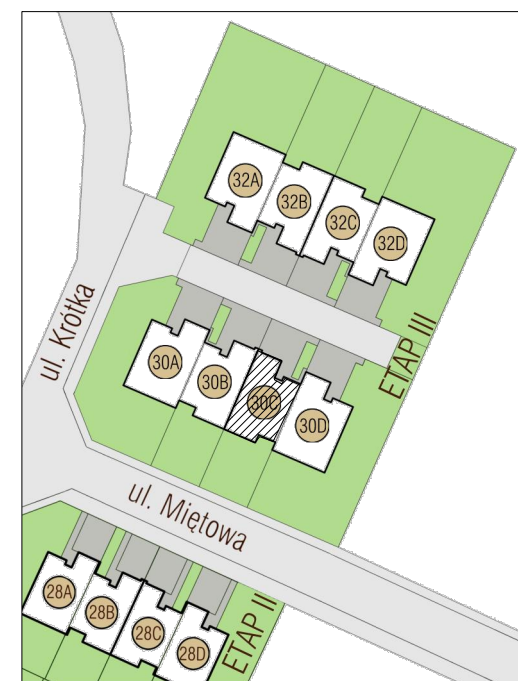 32A
32B
32C
32D
ul. Krótka
ETAP III
30A
30B
30C
30D
ul. Miętowa
28A
28B
28C
28D
ETAP II